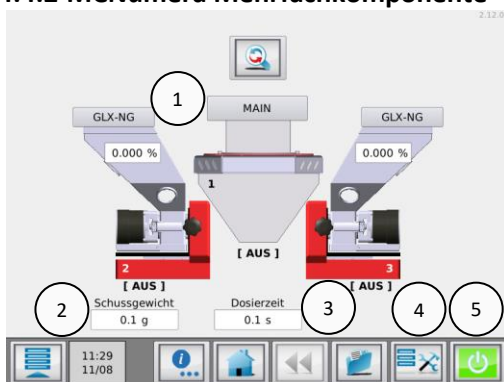 Mehrfachkomponente
2.12.0
1
MAIN
GLX-NG
GLX-NG
0.000 %
0.000 %
1
[ AUS ]
2
3
[ AUS ]
[ AUS ]
2
Schussgewicht
Dosierzeit
3
4
5
0.1 g
0.1 s
11:29
11/08